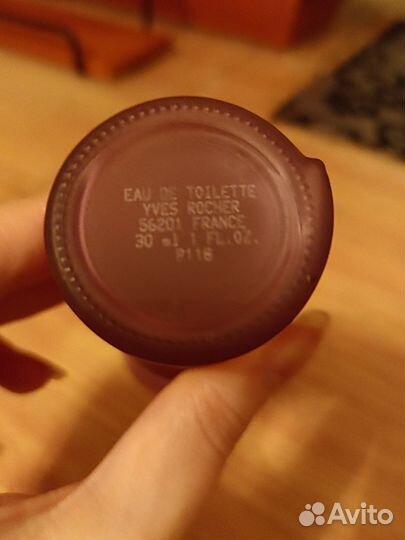 EAU DE TOILETTE
YVES ROCHER
56201 FRANCE
30 ml 1 FL.OZ.
P116
Avito